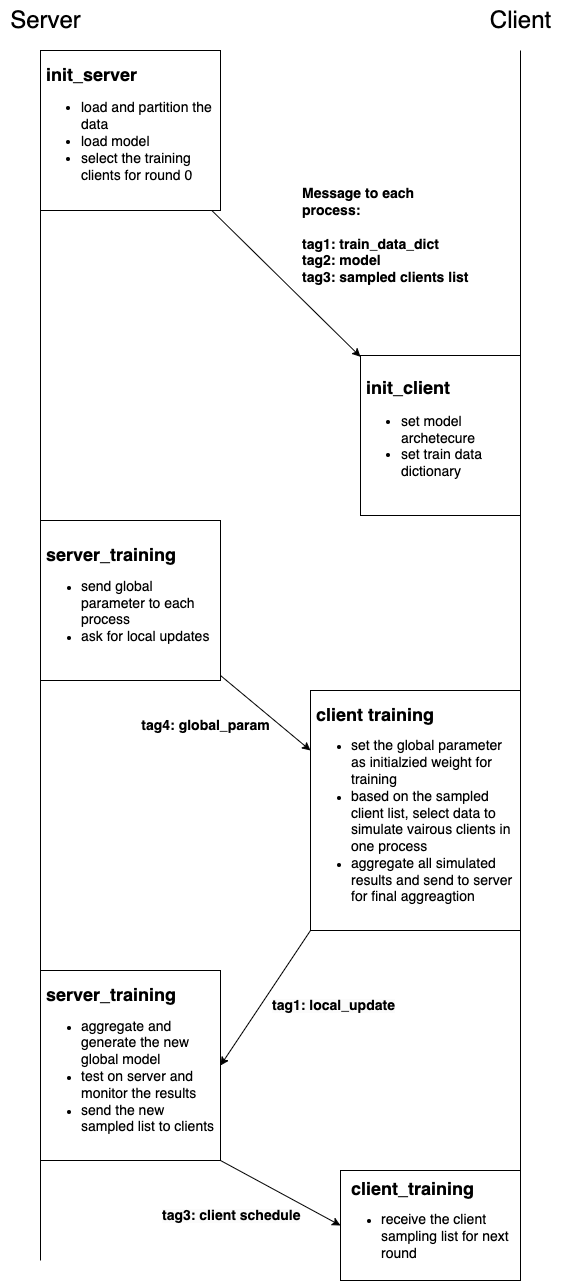 Server
Client
init_server
• load and partition the
data
• load model
• select the training
clients for round 0
Message to each
process:
tag1: train_data_dict
tag2: model
tag3: sampled clients list
init_client
• set model
archetecure
• set train data
dictionary
server_training
• send global
parameter to each
process
• ask for local updates
tag4: global_param
client training
• set the global parameter
as initialzied weight for
training
• based on the sampled
client list, select data to
simulate vairous clients in
one process
• aggregate all simulated
results and send to server
for final aggreagtion
tag1: local_update
server_training
• aggregate and
generate the new
global model
• test on server and
monitor the results
• send the new
sampled list to clients
tag3: client schedule
client_training
• receive the client
sampling list for next
round